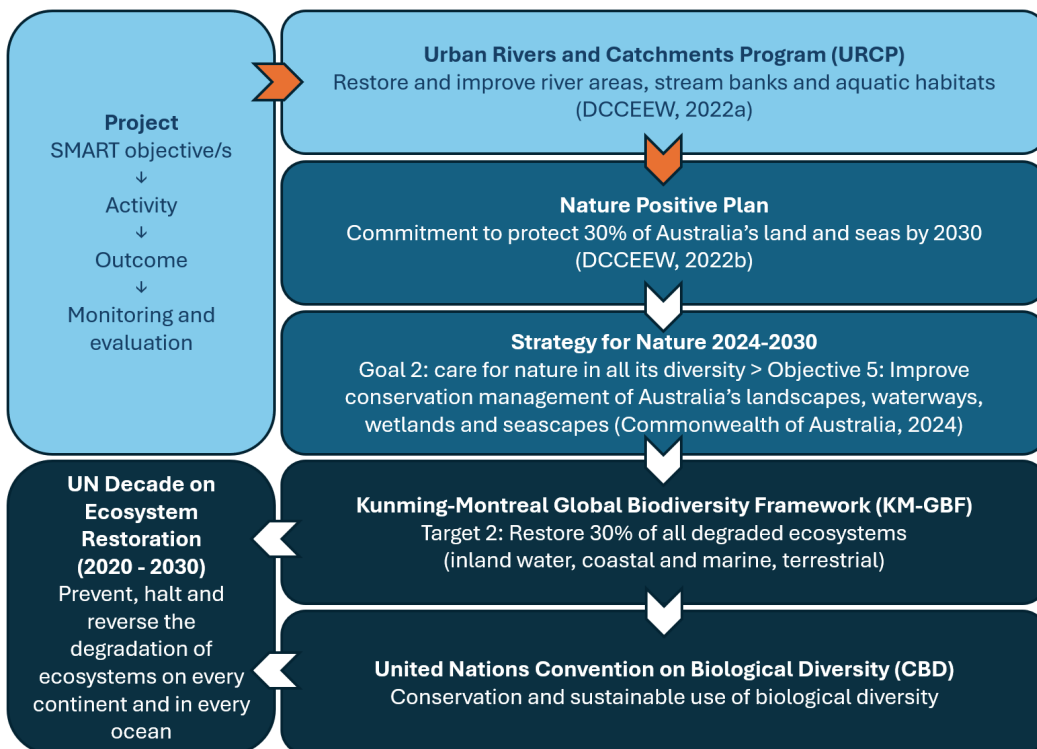 Project
SMART objective/s
↓
Activity
↓
Outcome
↓
Monitoring and
evaluation
Urban Rivers and Catchments Program (URCP)
Restore and improve river areas, stream banks and aquatic habitats
(DCCEEW, 2022a)
Nature Positive Plan
Commitment to protect 30% of Australia’s land and seas by 2030
(DCCEEW, 2022b)
Strategy for Nature 2024-2030
Goal 2: care for nature in all its diversity > Objective 5: Improve
conservation management of Australia’s landscapes, waterways,
wetlands and seascapes (Commonwealth of Australia, 2024)
Kunming-Montreal Global Biodiversity Framework (KM-GBF)
Target 2: Restore 30% of all degraded ecosystems
(inland water, coastal and marine, terrestrial)
United Nations Convention on Biological Diversity (CBD)
Conservation and sustainable use of biological diversity
UN Decade on
Ecosystem
Restoration
(2020 - 2030)
Prevent, halt and
reverse the
degradation of
ecosystems on every
continent and in every
ocean